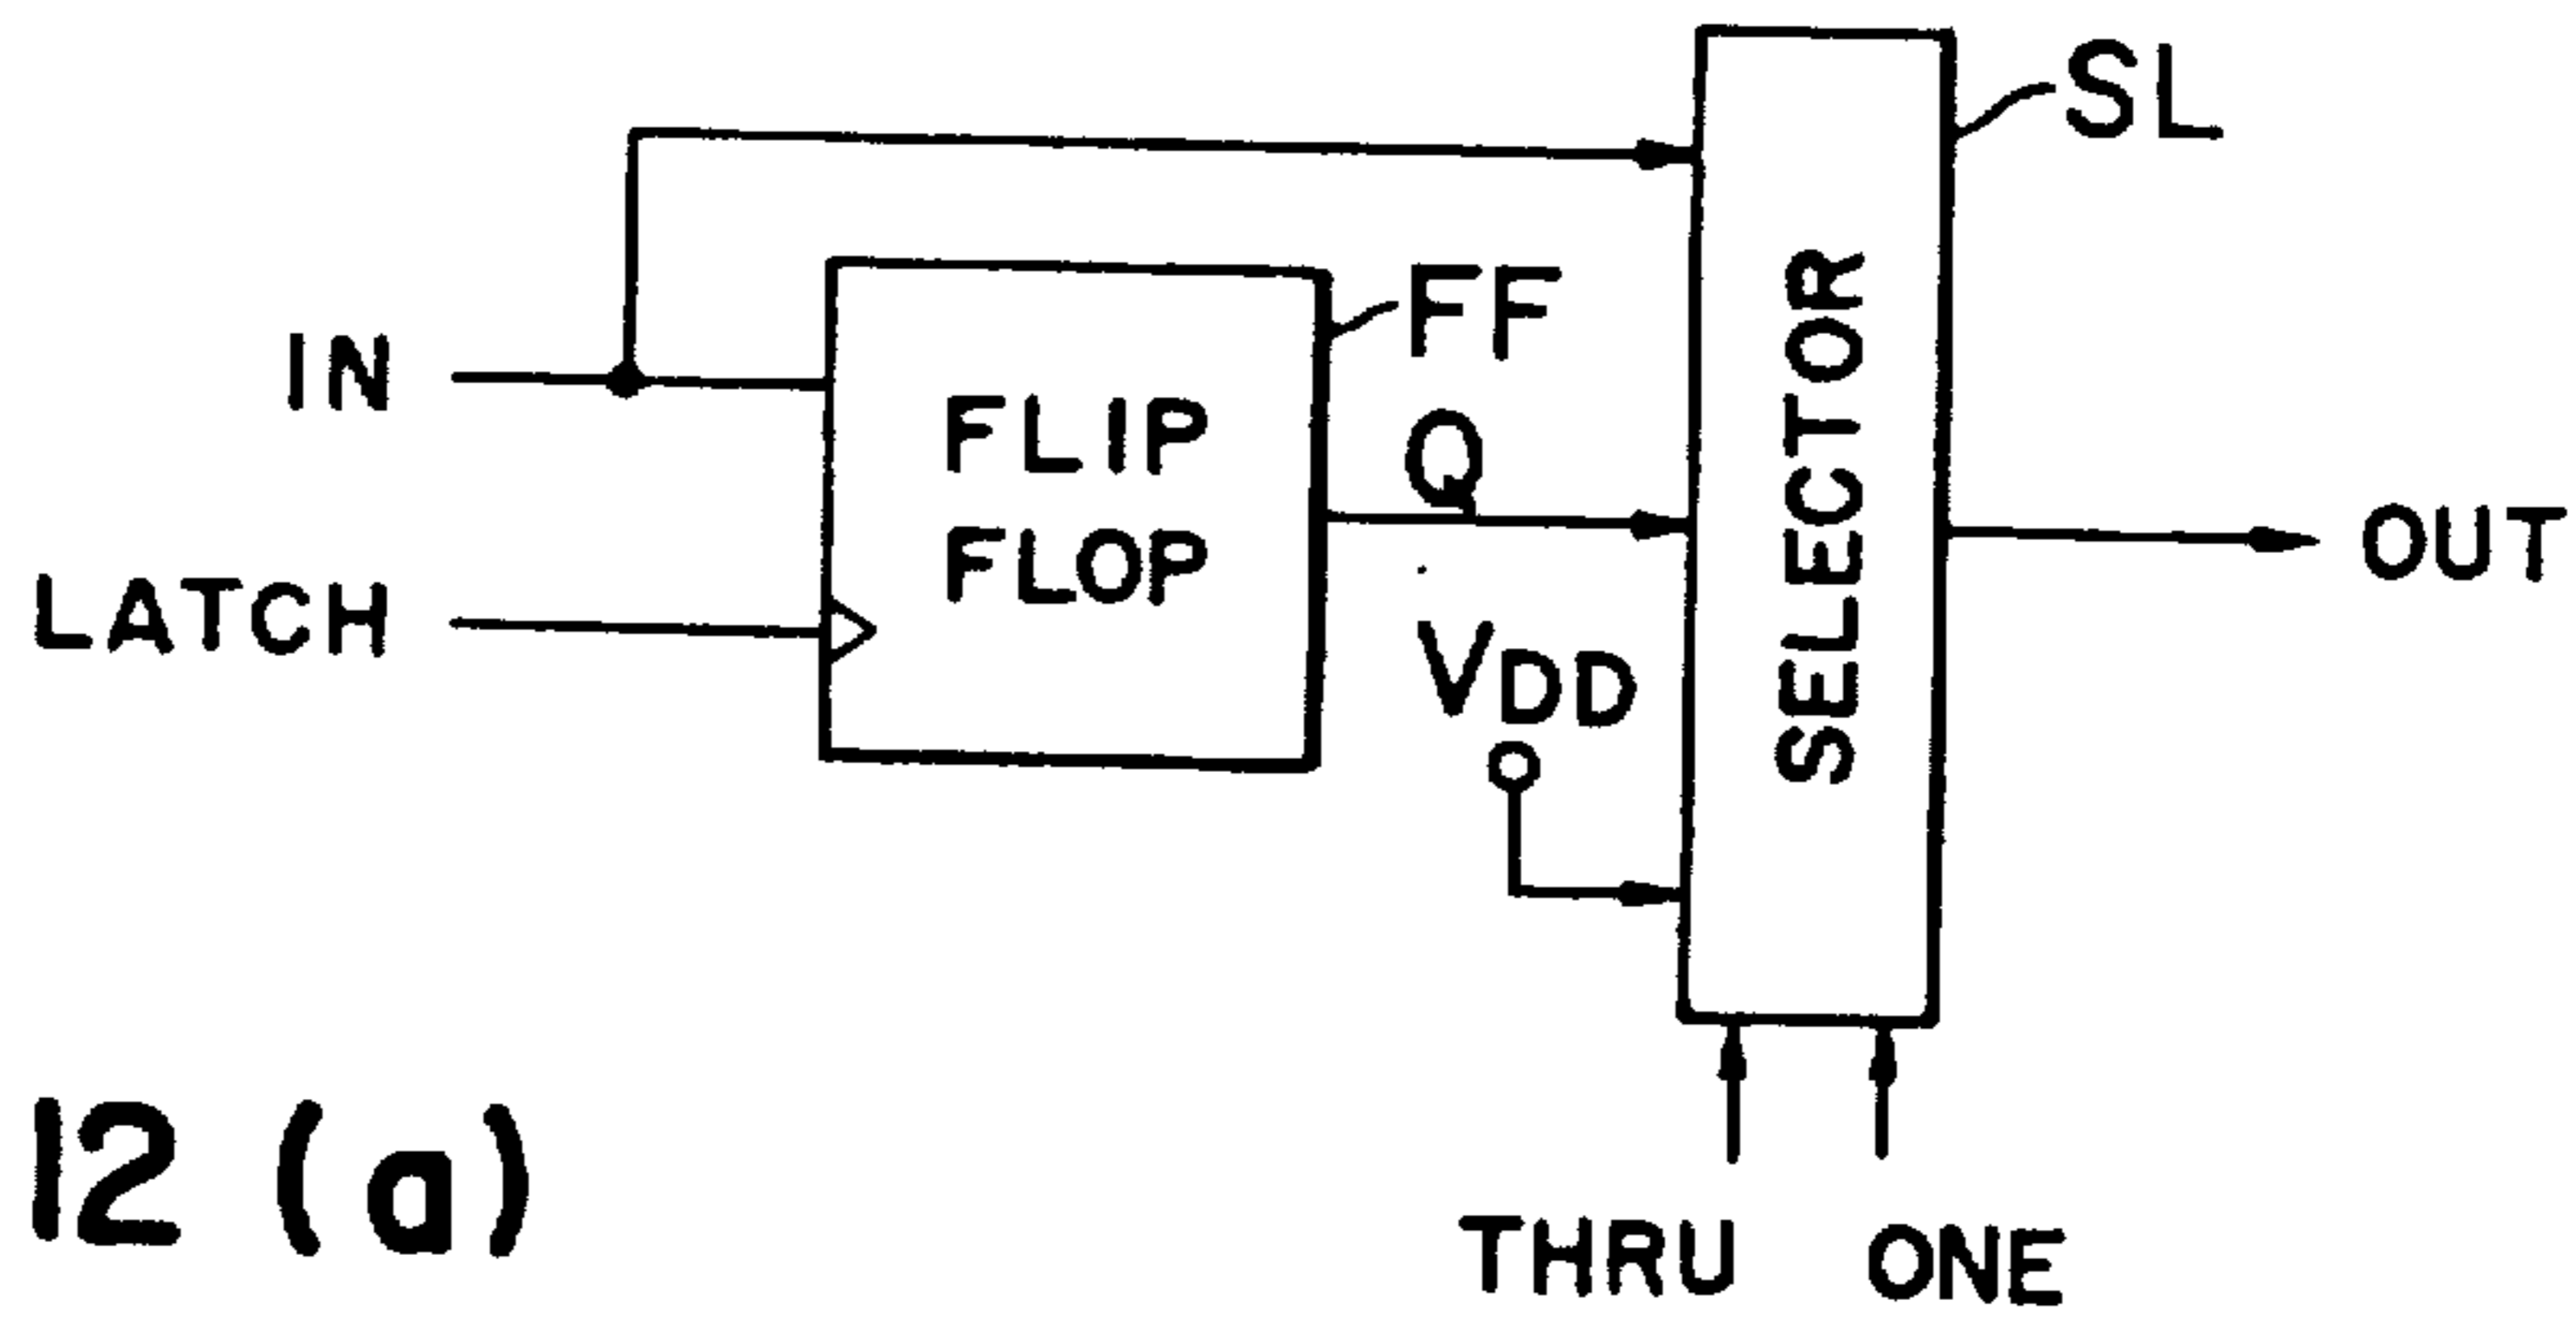 SL
FF
IN
FLIP
FLOP
Q
SELECTOR
OUT
LATCH
VDD
12 (a)
THRU
ONE